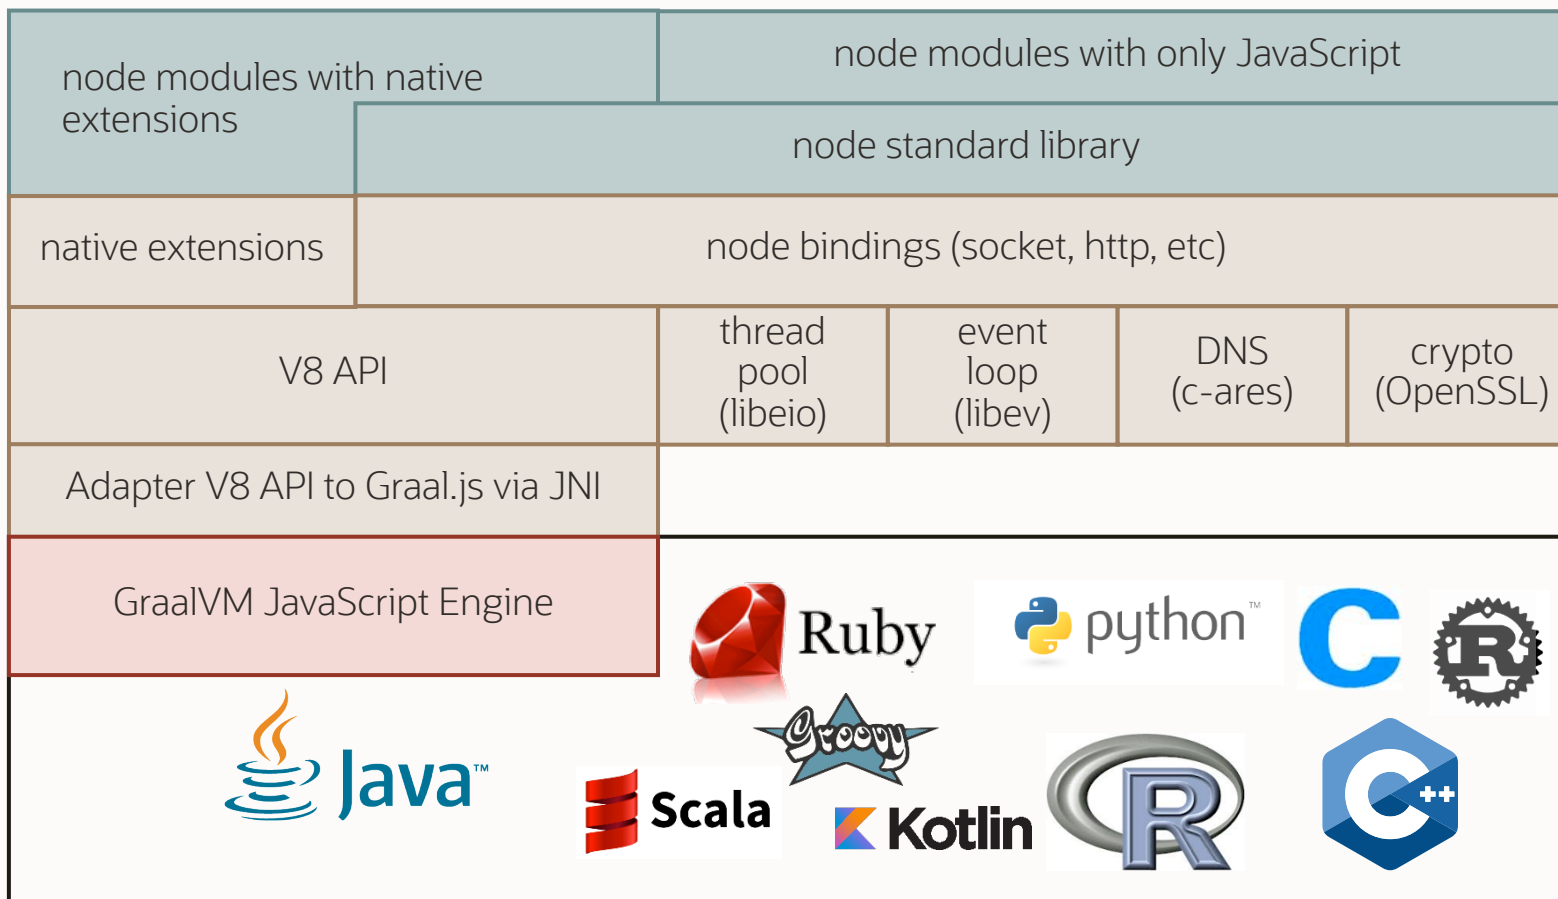 node modules with native
extensions
node modules with only JavaScript
node standard library
native extensions
node bindings (socket, http, etc)
V8 API
thread
pool
(libeio)
event
loop
(libev)
DNS
(c-ares)
crypto
(OpenSSL)
Adapter V8 API to Graal.js via JNI
GraalVM JavaScript Engine
Ruby
python™
C
R
Java™
Groovy
Scala
Kotlin
R
C++